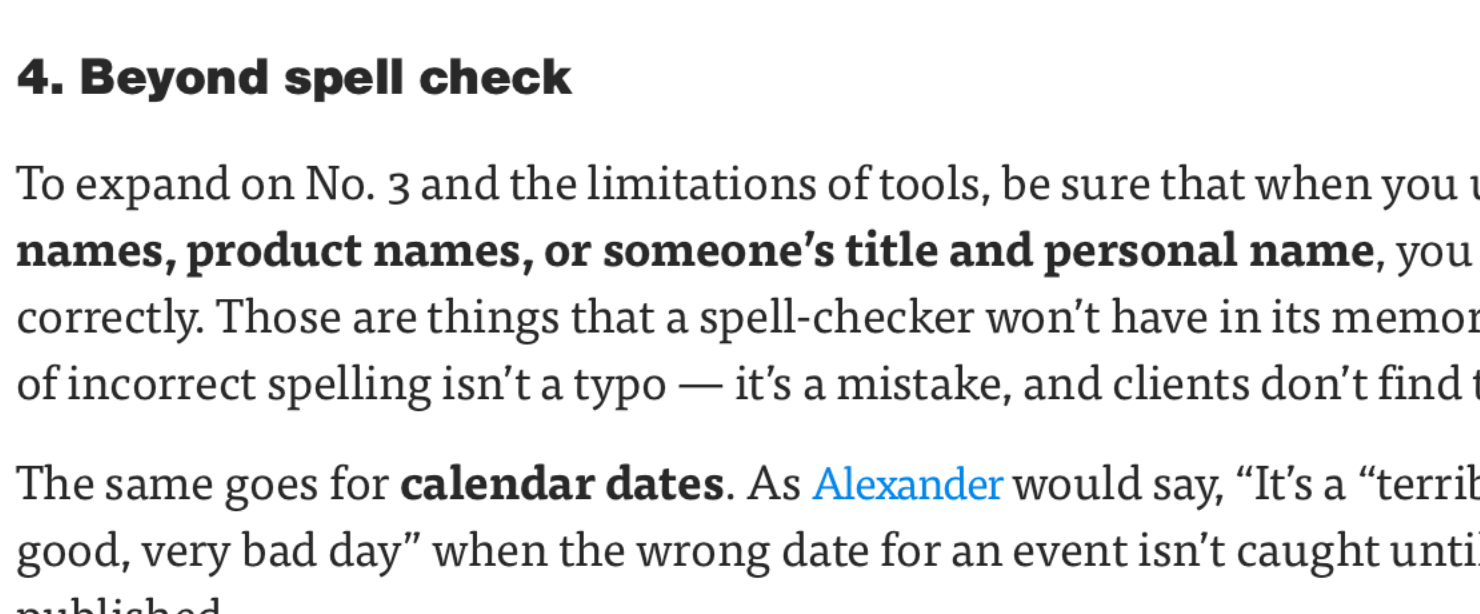 4. Beyond spell check
To expand on No. 3 and the limitations of tools, be sure that when you
names, product names, or someone’s title and personal name, you
correctly. Those are things that a spell-checker won’t have in its
of incorrect spelling isn’t a typo — it’s a mistake, and clients don’t find
The same goes for calendar dates. As Alexander would say, “It’s a “
good, very bad day” when the wrong date for an event isn’t caught
published